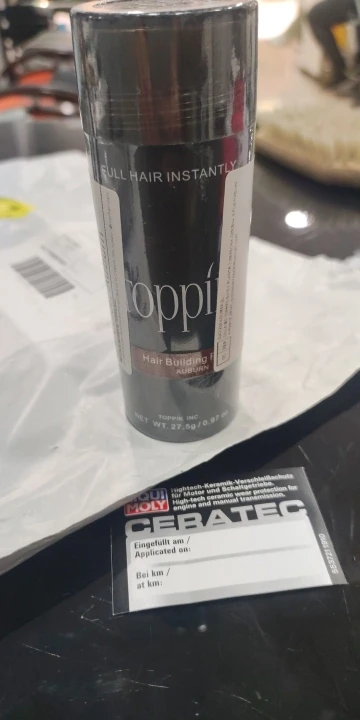 FULL HAIR INSTANTLY
toppi
Hair Building F
AUBURN
TOPPIK INC.
NET WT. 27.5g / 0.97 oz
LIQUI
MOLY
Hightech-Keramik-Verschleißschutz
für Motor und Schaltgetriebe.
High-tech ceramic wear protection for
engine and manual transmission.
CERATEC
Eingefüllt am /
Applicated on:
Bei km /
at km: